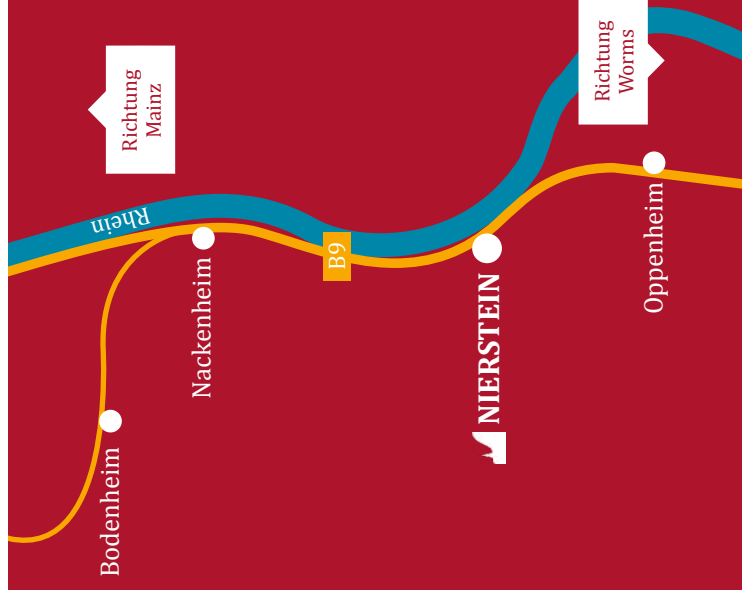 Richtung
Mainz
Richtung
Worms
Rhein
B9
Nackenheim
Bodenheim
NIERSTEIN
Oppenheim